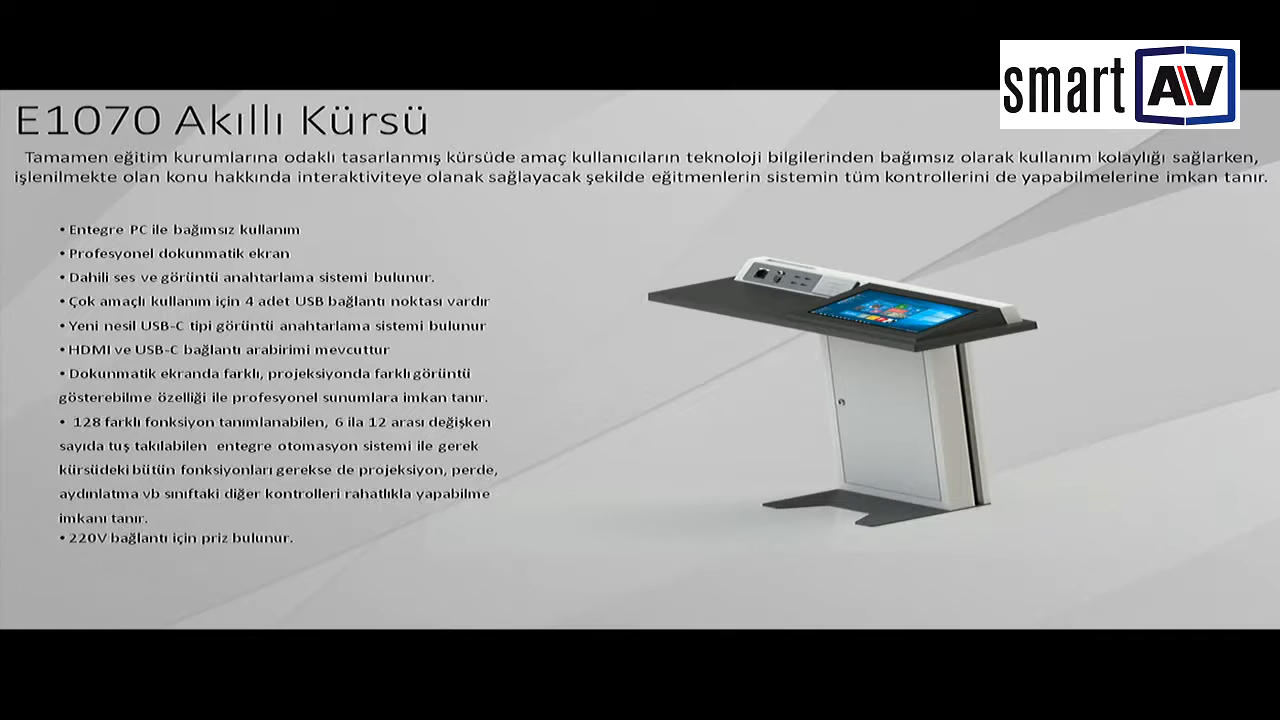 smart AV
E1070 Akıllı Kürsü
Tamamen eğitim kurumlarına odaklı tasarlanmış kürsüde amaç kullanıcıların teknoloji bilgilerinden bağımsız olarak kullanım kolaylığı sağlarken,
işlenilmekte olan konu hakkında interaktiviteye olanak sağlayacak şekilde eğitmenlerin sistemin tüm kontrollerini de yapabilmelerine imkan tanır.
• Entegre PC ile bağımsız kullanım
• Profesyonel dokunmatik ekran
• Dahili ses ve görüntü anahtarlama sistemi bulunur.
• Çok amaçlı kullanım için 4 adet USB bağlantı noktası vardır
• Yeni nesil USB-C tipi görüntü anahtarlama sistemi bulunur
• HDMI ve USB-C bağlantı arabirimi mevcuttur
• Dokunmatik ekranda farklı, projeksiyonda farklı görüntü
gösterebilme özelliği ile profesyonel sunumlara imkan tanır.
• 128 farklı fonksiyon tanımlanabilen, 6 ila 12 arası değişken
sayıda tuş takılabilen entegre otomasyon sistemi ile gerek
kürsüdeki bütün fonksiyonları gerekse de projeksiyon, perde,
aydınlatma vb sınıftaki diğer kontrolleri rahatlıkla yapabilme
imkanı tanır.
• 220V bağlantı için priz bulunur.